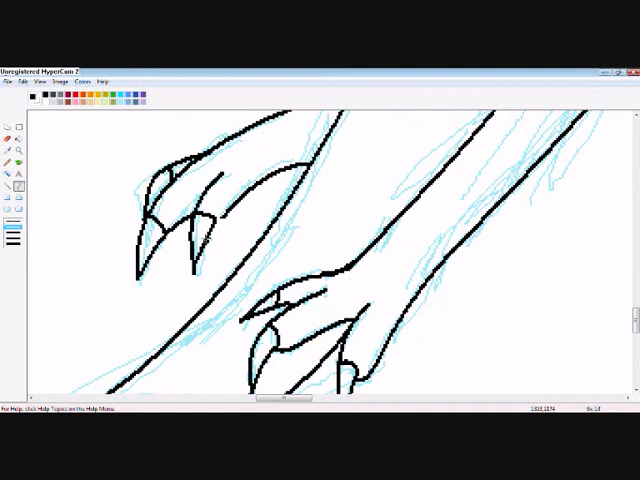 Unregistered HyperCam 2
File Edit View Image Colors Help
For Help, click Help Topics on the Help Menu.